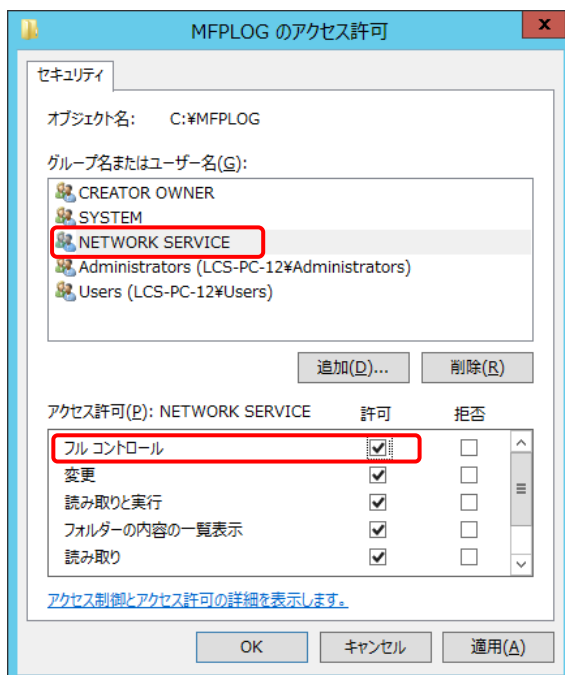 MFPLOG のアクセス許可
x
セキュリティ
オブジェクト名: C:¥MFPLOG
グループ名またはユーザー名(G):
CREATOR OWNER
SYSTEM
NETWORK SERVICE
Administrators (LCS-PC-12¥Administrators)
Users (LCS-PC-12¥Users)
追加(D)... 削除(R)
アクセス許可(P): NETWORK SERVICE 許可 拒否
フル コントロール
変更
読み取りと実行
フォルダーの内容の一覧表示
読み取り
アクセス制御とアクセス許可の詳細を表示します。
OK キャンセル 適用(A)